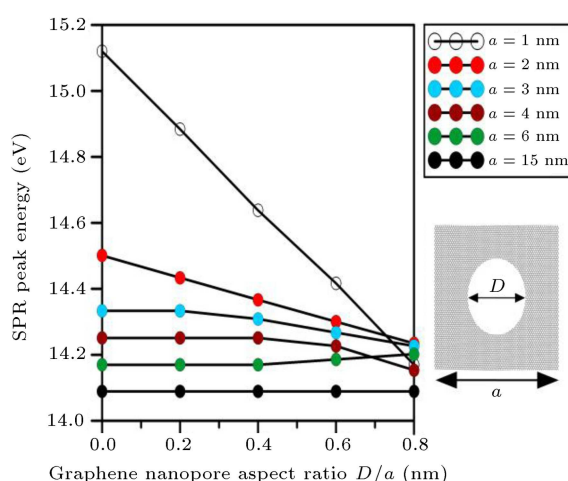 15.2
15.0
14.8
14.6
14.4
14.2
14.0
SPR peak energy (eV)
0.0 0.2 0.4 0.6 0.8
Graphene nanopore aspect ratio D/a (nm)
a = 1 nm
a = 2 nm
a = 3 nm
a = 4 nm
a = 6 nm
a = 15 nm
D
a